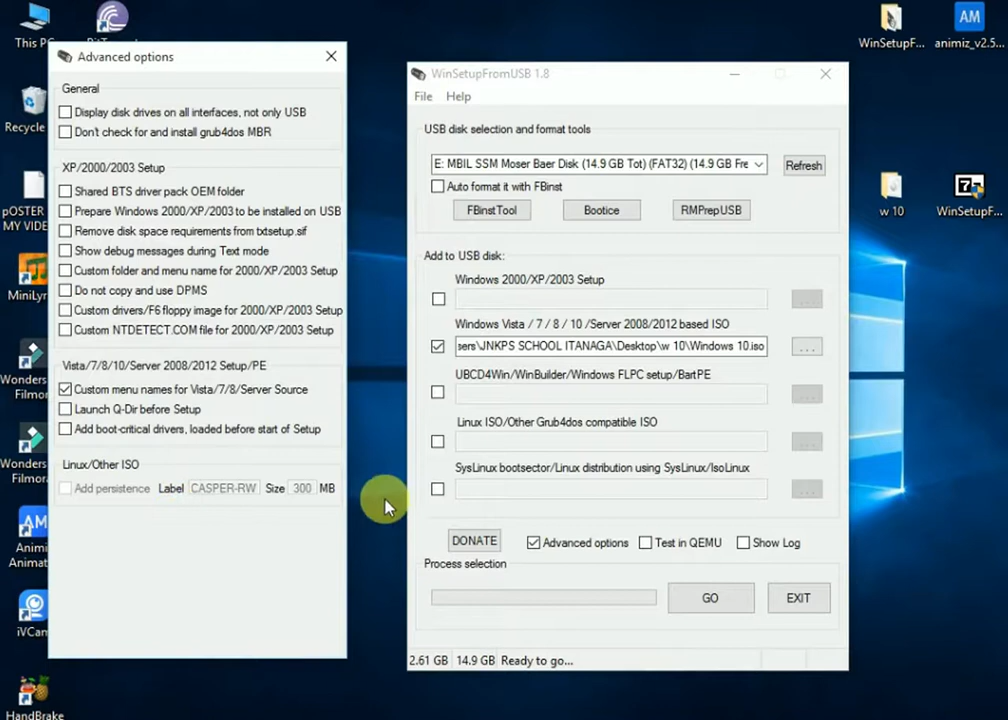 This PC
BitT
WinSetupF...
animiz_v2.5...
Recycle
pOSTER
MY VIDE
MiniLyr
Wonders
Filmor
Wonders
Filmor
Animi
Animat
iVCam
HandBrake
w 10
WinSetupF...
AM
AM
7
Advanced options
General
Display disk drives on all interfaces, not only USB
Don't check for and install grub4dos MBR
XP/2000/2003 Setup
Shared BTS driver pack OEM folder
Prepare Windows 2000/XP/2003 to be installed on USB
Remove disk space requirements from txtsetup.sif
Show debug messages during Text mode
Custom folder and menu name for 2000/XP/2003 Setup
Do not copy and use DPMS
Custom drivers/F6 floppy image for 2000/XP/2003 Setup
Custom NTDETECT.COM file for 2000/XP/2003 Setup
Vista/7/8/10/Server 2008/2012 Setup/PE
Custom menu names for Vista/7/8/Server Source
Launch Q-Dir before Setup
Add boot-critical drivers, loaded before start of Setup
Linux/Other ISO
Add persistence Label CASPER-RW Size 300 MB
WinSetupFromUSB 1.8
File Help
USB disk selection and format tools
E: MBIL SSM Moser Baer Disk (14.9 GB Tot) (FAT32) (14.9 GB Fre Refresh
Auto format it with FBinst
FBinstTool Bootice RMPrepUSB
Add to USB disk:
Windows 2000/XP/2003 Setup
...
Windows Vista / 7 / 8 / 10 /Server 2008/2012 based ISO
sers\JNKPS SCHOOL ITANAGA\Desktop\w 10\Windows 10.iso ...
UBCD4Win/WinBuilder/Windows FLPC setup/BartPE
...
Linux ISO/Other Grub4dos compatible ISO
...
SysLinux bootsector/Linux distribution using SysLinux/IsoLinux
...
DONATE Advanced options Test in QEMU Show Log
Process selection
GO EXIT
2.61 GB 14.9 GB Ready to go...